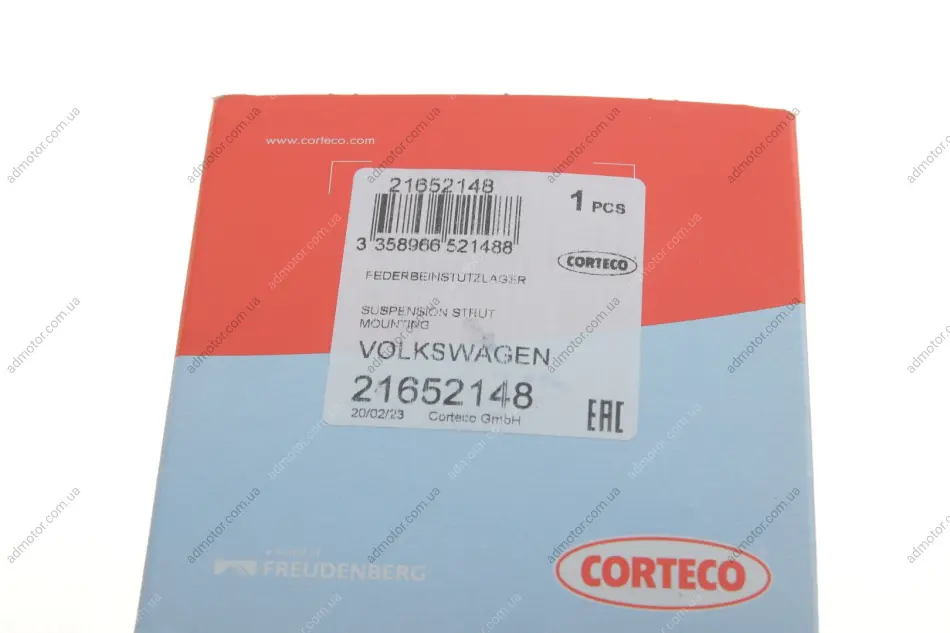 www.corteco.com
21652148
1 PCS
3 358966 521488
CORTECO
FEDERBEINSTUTZLAGER
SUSPENSION STRUT
MOUNTING
VOLKSWAGEN
21652148
20/02/23 Corteco GmbH
EAC
FREUDENBERG
CORTECO
admotor.com.ua